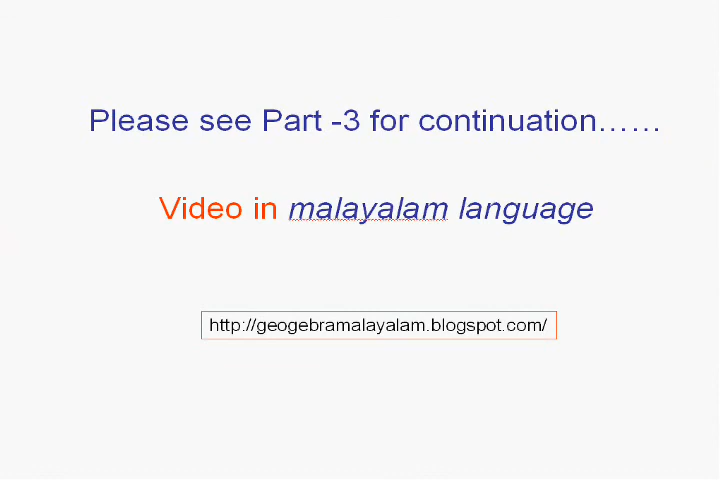 Please see Part -3 for continuation……
Video in malayalam language
http://geogebramalayalam.blogspot.com/